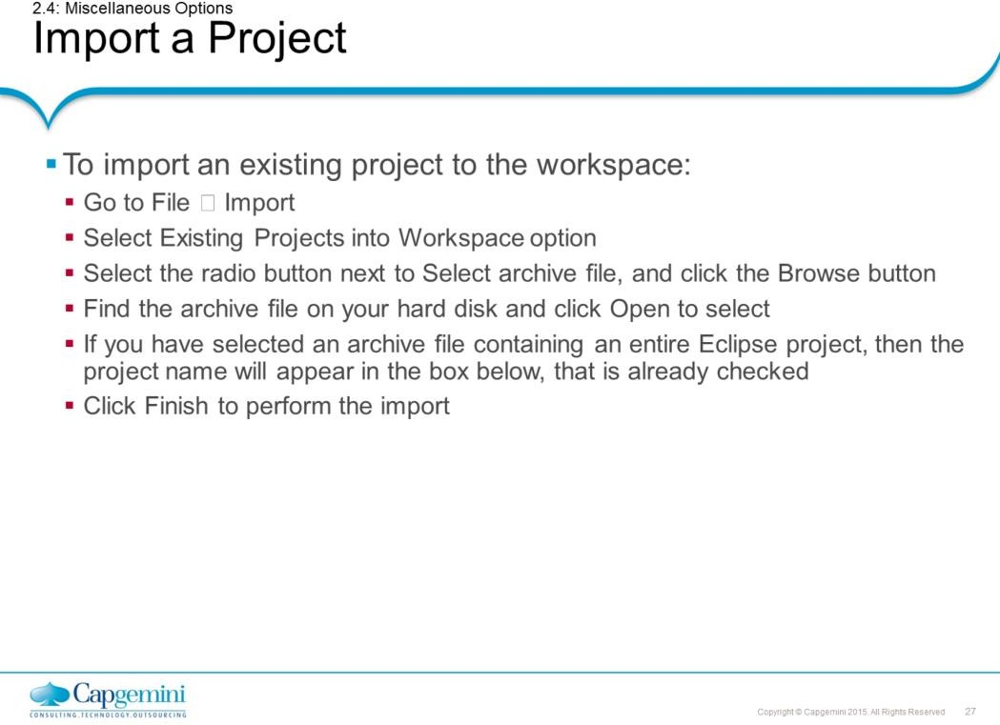 2.4: Miscellaneous Options
Import a Project
To import an existing project to the workspace:
Go to File □ Import
Select Existing Projects into Workspace option
Select the radio button next to Select archive file, and click the Browse button
Find the archive file on your hard disk and click Open to select
If you have selected an archive file containing an entire Eclipse project, then the
project name will appear in the box below, that is already checked
Click Finish to perform the import
Capgemini
CONSULTING.TECHNOLOGY.OUTSOURCING
Copyright © Capgemini 2015. All Rights Reserved 27